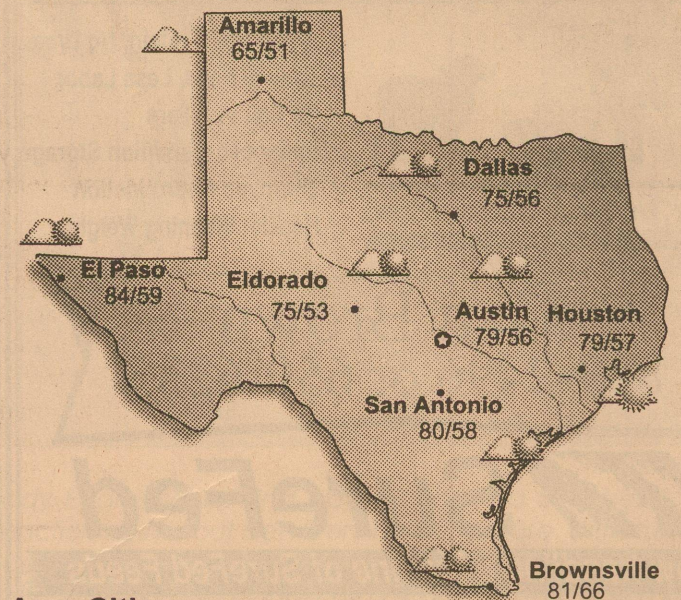 Amarillo
65/51
Dallas
75/56
El Paso
84/59
Eldorado
75/53
Austin
79/56
Houston
79/57
San Antonio
80/58
Brownsville
81/66